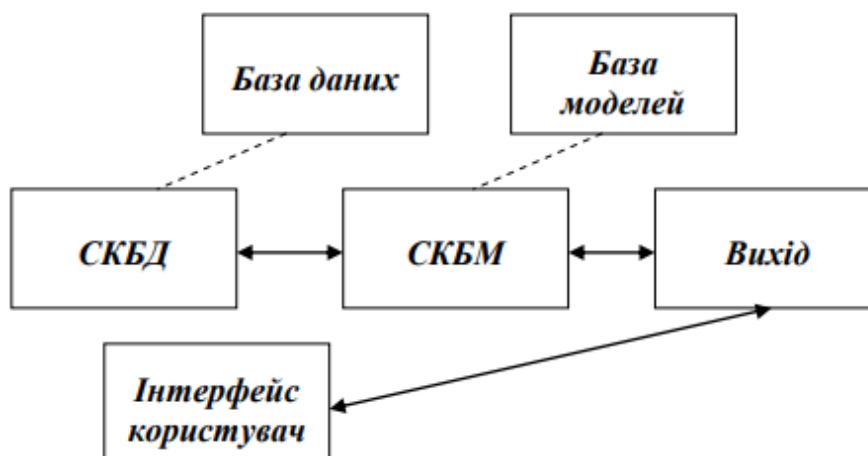 База даних
База
моделей
СКБД
СКБМ
Вихід
Інтерфейс
користувач